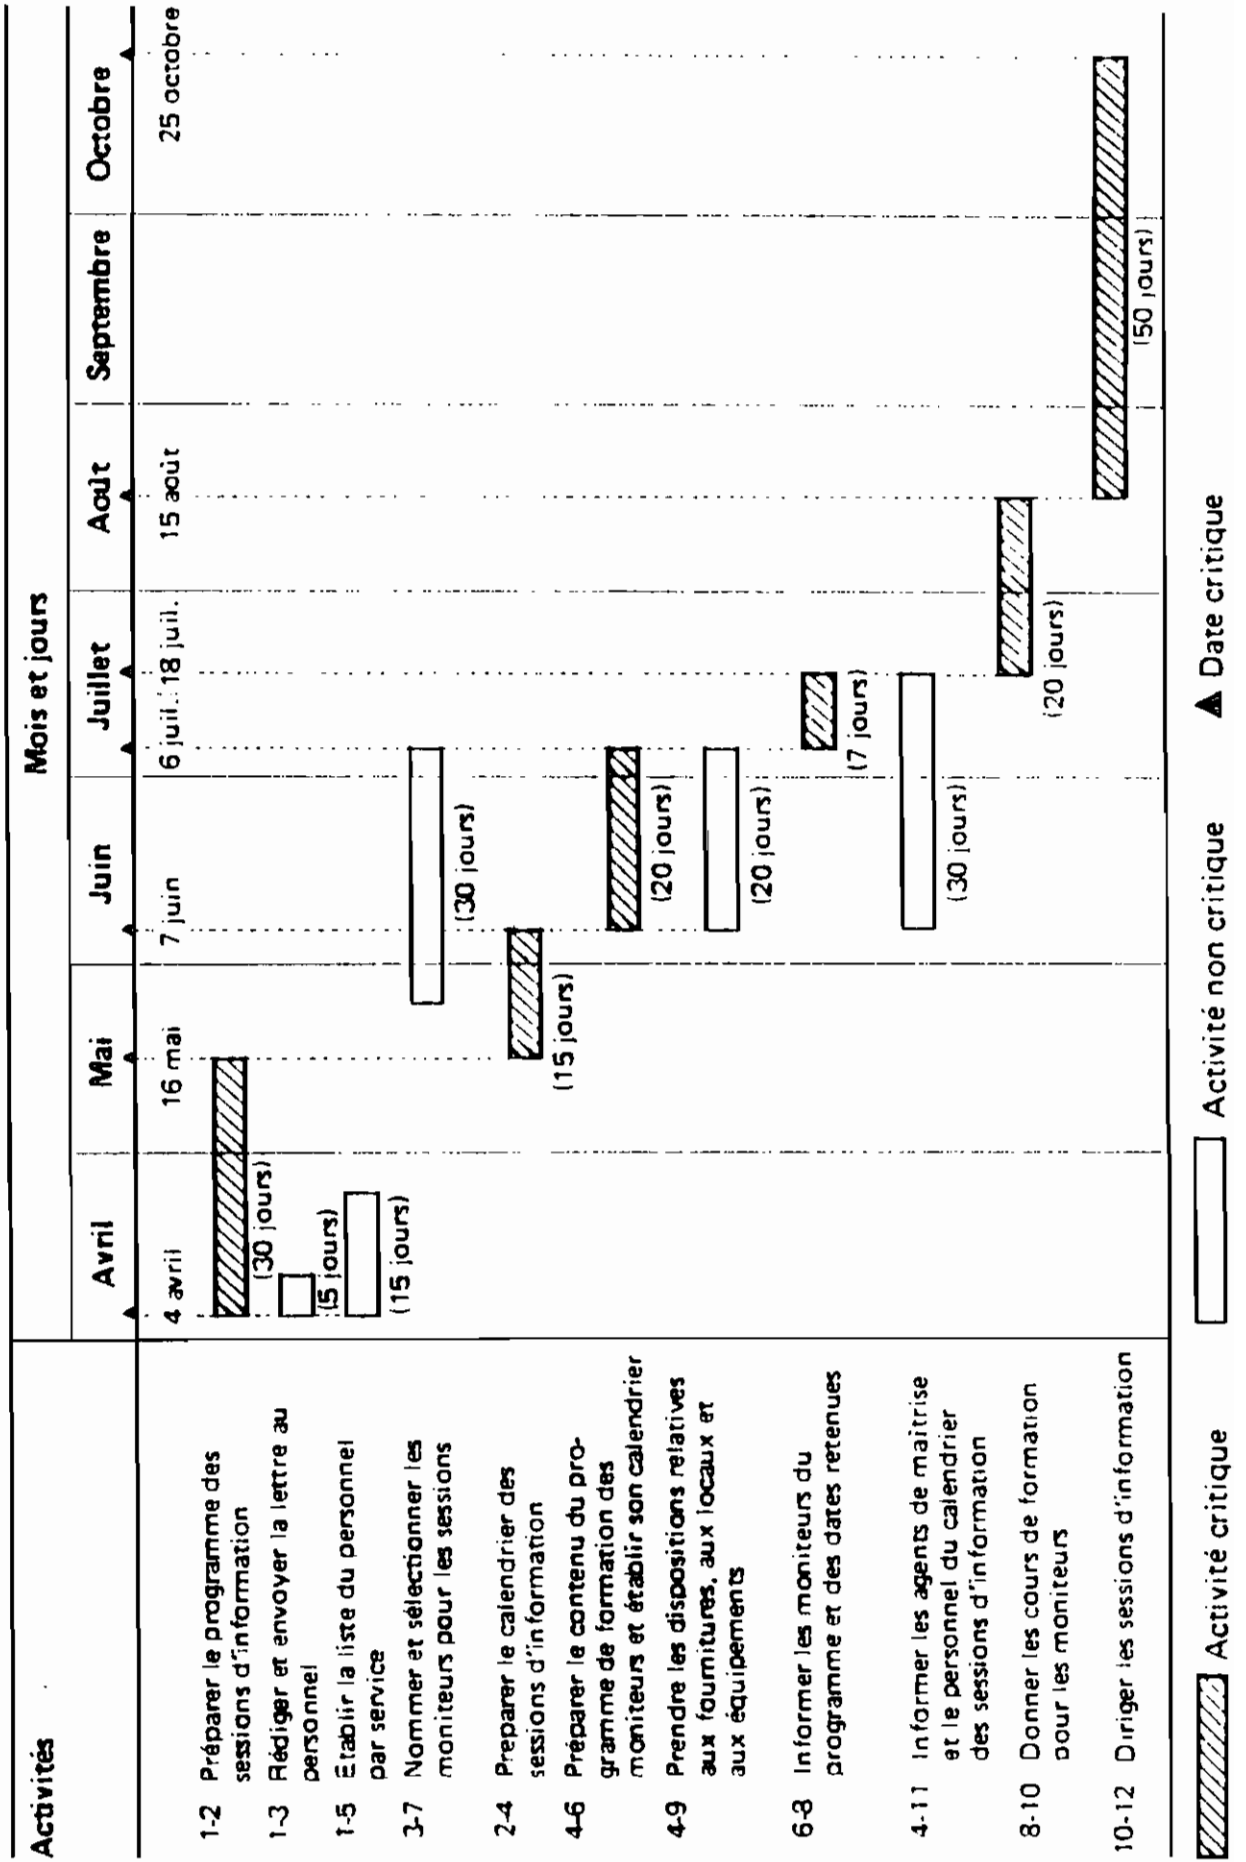 Activités
Mois et jours
Avril
Mai
Juin
Juillet
Août
Septembre
Octobre
4 avril
16 mai
7 juin
6 juil.
18 juil.
15 août
25 octobre
1-2 Préparer le programme des
sessions d'information
(30 jours)
1-3 Rédiger et envoyer la lettre au
personnel
(5 jours)
1-5 Etablir la liste du personnel
par service
(15 jours)
3-7 Nommer et sélectionner les
moniteurs pour les sessions
(30 jours)
2-4 Preparer le calendrier des
sessions d'information
(15 jours)
4-6 Préparer le contenu du pro-
gramme de formation des
moniteurs et établir son calendrier
(20 jours)
4-9 Prendre les dispositions relatives
aux fournitures, aux locaux et
aux équipements
(20 jours)
6-8 Informer les moniteurs du
programme et des dates retenues
(7 jours)
4-11 Informer les agents de maîtrise
et le personnel du calendrier
des sessions d'information
(30 jours)
8-10 Donner les cours de formation
pour les moniteurs
(20 jours)
10-12 Diriger les sessions d'information
(50 jours)
Activité critique
Activité non critique
Date critique